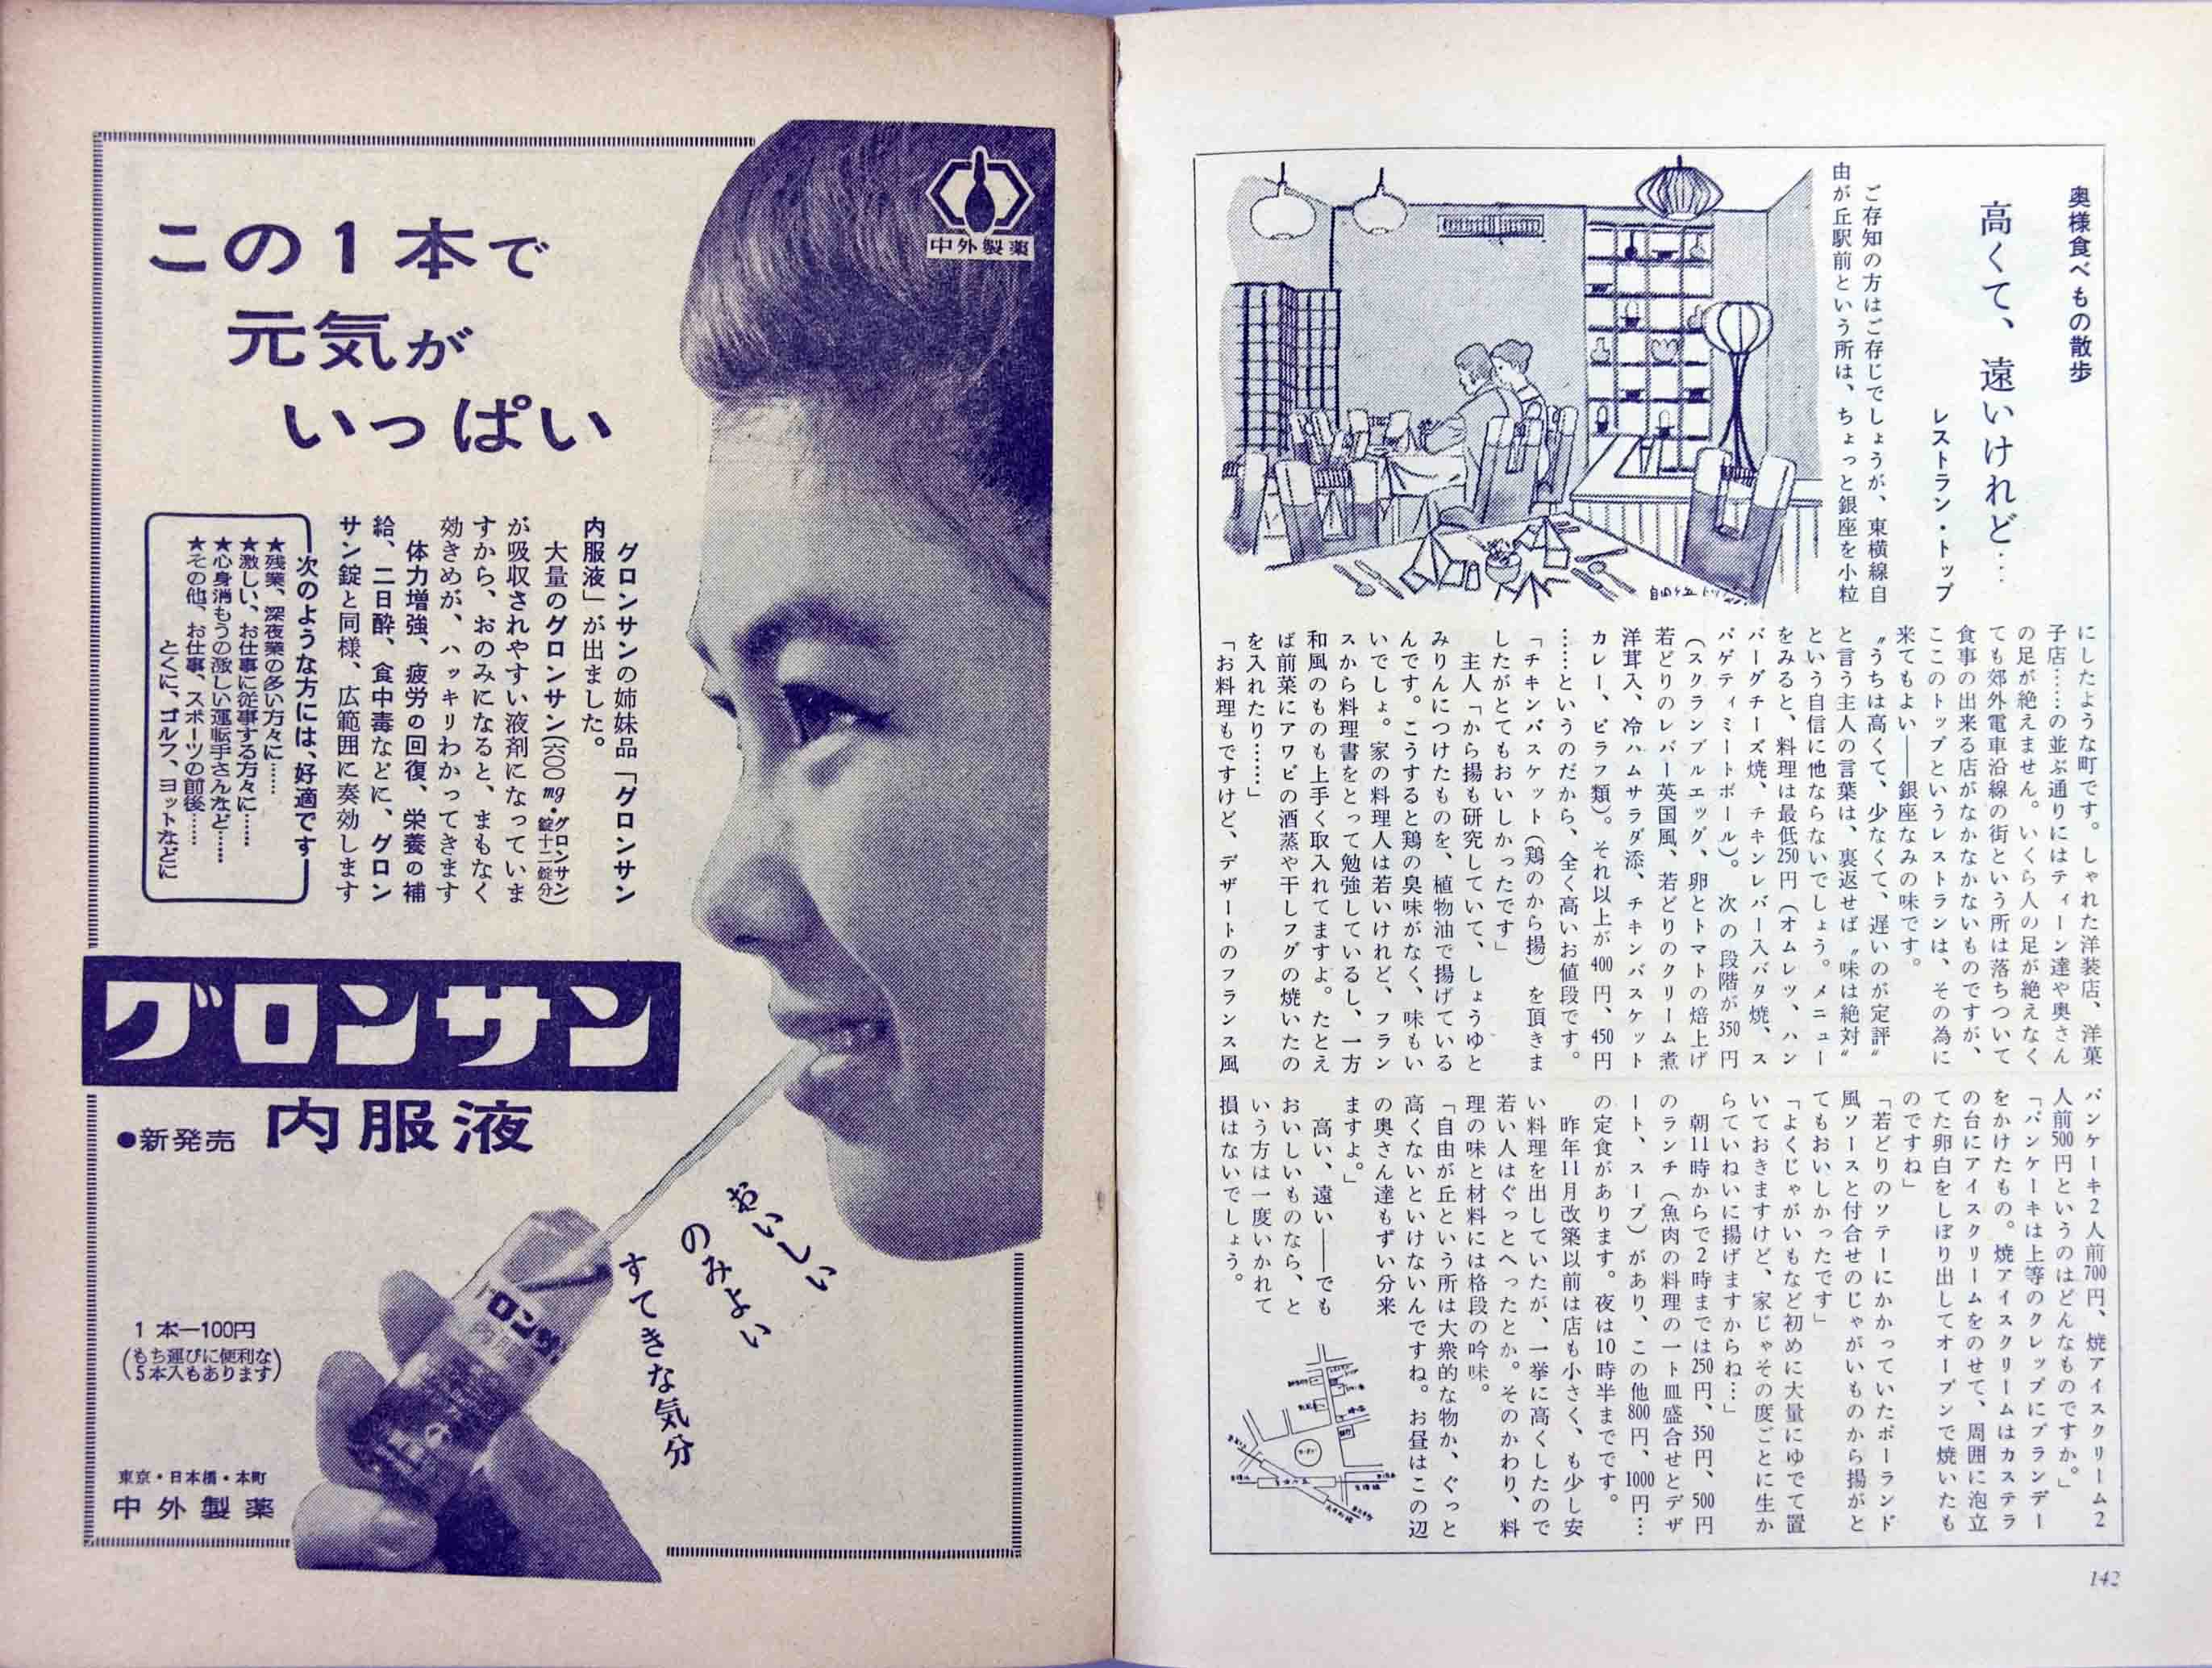 奥様食べもの散歩
高くて、遠いけれど…
レストラン・トップ
ご存知の方はご存じでしょうが、東横線自
由が丘駅前という所は、ちょっと銀座を小粒
自由ヶ丘
にしたような町です。しゃれた洋装店、洋菓
子店……の並ぶ通りにはティーン達や奥さん
の足が絶えません。いくら人の足が絶えなく
ても郊外電車沿線の街という所は落ちついて
食事の出来る店がなかなかないものですが、
ここのトップというレストランは、その為に
来てもよい――銀座なみの味です。
〝うちは高くて、少なくて、遅いのが定評〟
と言う主人の言葉は、裏返せば〝味は絶対〟
という自信に他ならないでしょう。メニュー
をみると、料理は最低250円（オムレツ、ハン
バーグチーズ焼、チキンレバー入バタ焼、ス
パゲティミートボール）。次の段階が350円
（スクランブルエッグ、卵とトマトの焙上げ
若どりのレバー英国風、若どりのクリーム煮
洋茸入、冷ハムサラダ添、チキンバスケット
カレー、ピラフ類）。それ以上が400円、450円
……というのだから、全く高いお値段です。
「チキンバスケット（鶏のから揚）を頂きま
したがとてもおいしかったです」
主人「から揚も研究していて、しょうゆと
みりんにつけたものを、植物油で揚げている
んです。こうすると鶏の臭味がなく、味もい
いでしょ。家の料理人は若いけれど、フラン
スから料理書をとって勉強しているし、一方
和風のものも上手く取入れてますよ。たとえ
ば前菜にアワビの酒蒸や干しフグの焼いたの
を入れたり……」
「お料理もですけど、デザートのフランス風
パンケーキ2人前700円、焼アイスクリーム2
人前500円というのはどんなものですか。」
「パンケーキは上等のクレップにブランデー
をかけたもの。焼アイスクリームはカステラ
の台にアイスクリームをのせて、周囲に泡立
てた卵白をしぼり出してオーブンで焼いたも
のですね」
「若どりのソテーにかかっていたポーランド
風ソースと付合せのじゃがいものから揚がと
てもおいしかったです」
「よくじゃがいもなど初めに大量にゆでて置
いておきますけど、家じゃその度ごとに生か
らていねいに揚げますからね…」
朝11時からで2時までは250円、350円、500円
のランチ（魚肉の料理の一ト皿盛合せとデザ
ート、スープ）があり、この他800円、1000円…
の定食があります。夜は10時半までです。
昨年11月改築以前は店も小さく、も少し安
い料理を出していたが、一挙に高くしたので
若い人はぐっとへったとか。そのかわり、料
理の味と材料には格段の吟味。
「自由が丘という所は大衆的な物か、ぐっと
高くないといけないんですね。お昼はこの辺
の奥さん達もずい分来
ますよ。」
高い、遠い――でも
おいしいものなら、と
いう方は一度いかれて
損はないでしょう。
142
中外製薬
この1本で
元気が
いっぱい
グロンサンの姉妹品「グロンサン
内服液」が出ました。
大量のグロンサン(六〇〇mg・グロンサン錠十二錠分)
が吸収されやすい液剤になっていま
すから、おのみになると、まもなく
効きめが、ハッキリわかってきます
体力増強、疲労の回復、栄養の補
給、二日酔、食中毒などに、グロン
サン錠と同様、広範囲に奏効します
次のような方には、好適です
★残業、深夜業の多い方々に……
★激しい、お仕事に従事する方々に……
★心身消もうの激しい運転手さんなど……
★その他、お仕事、スポーツの前後……
とくに、ゴルフ、ヨットなどに
グロンサン
●新発売
内服液
おいしい
のみよい
すてきな気分
グロンサン
1本―100円
(もち運びに便利な
5本入もあります)
東京・日本橋・本町
中外製薬